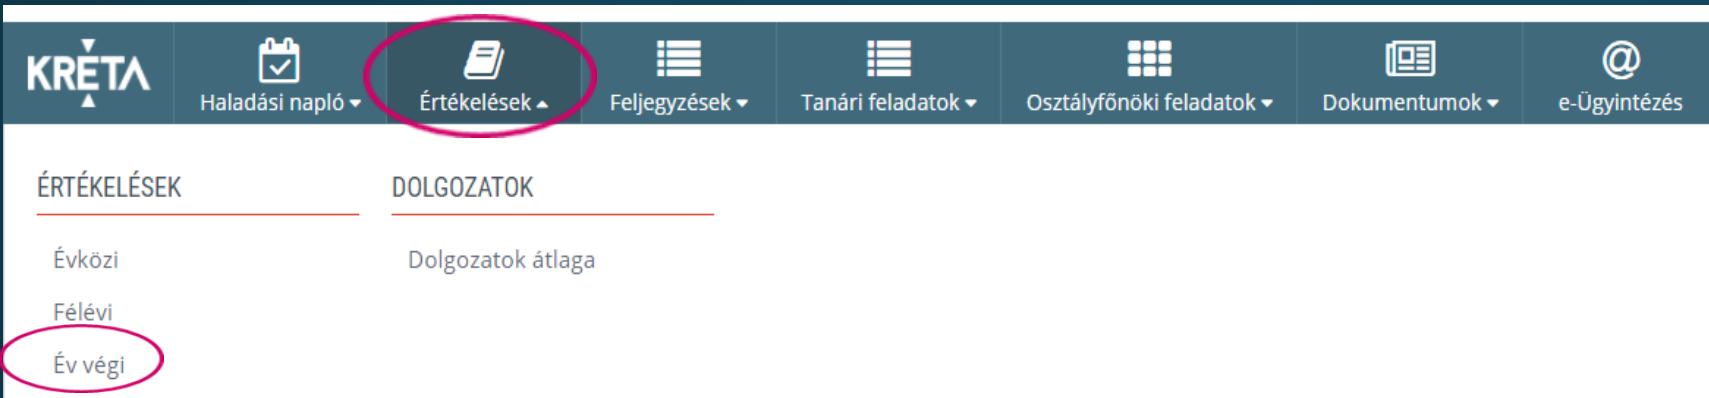 KRÉTA
Haladási napló
Értékelések
Feljegyzések
Tanári feladatok
Osztályfőnöki feladatok
Dokumentumok
e-Ügyintézés
ÉRTÉKELÉSEK
Évközi
Félévi
Év végi
DOLGOZATOK
Dolgozatok átlaga